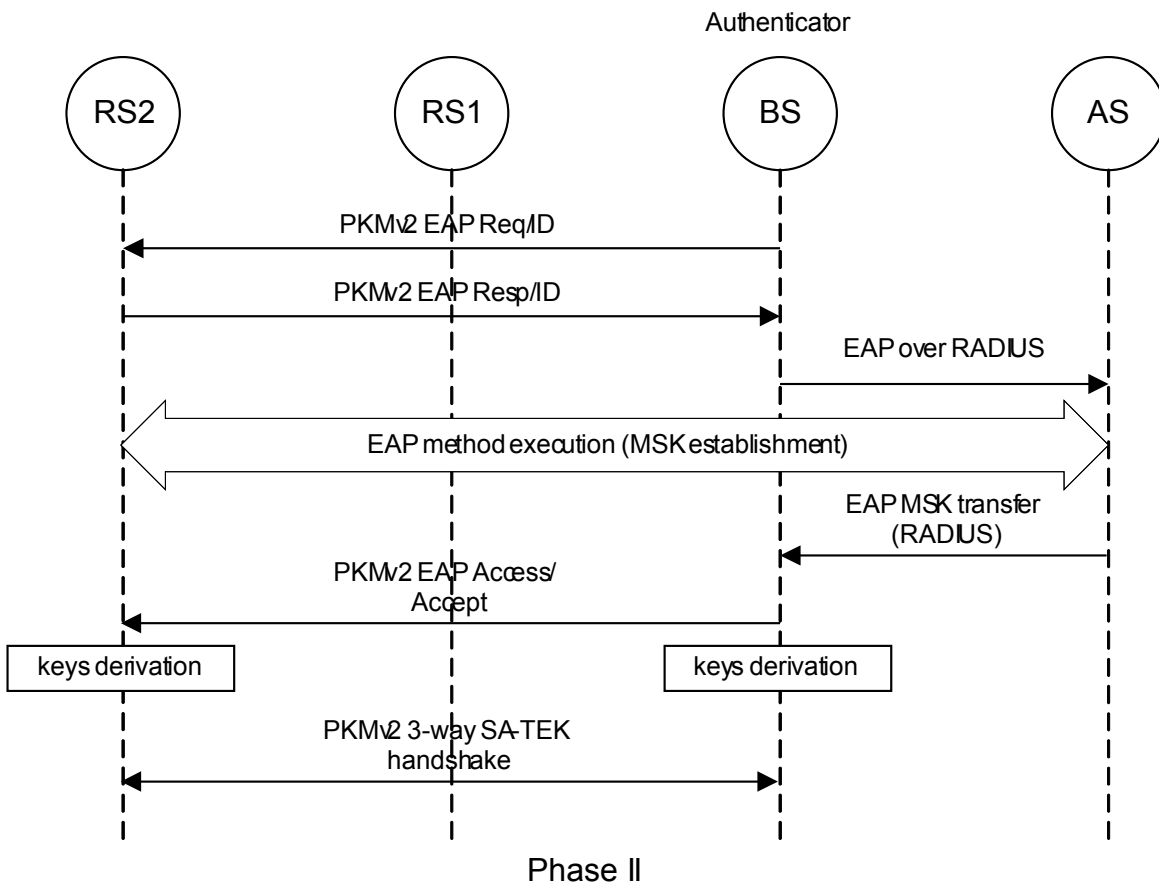 Authenticator
RS2
RS1
BS
AS
PKMv2 EAP Req/ID
PKMv2 EAP Resp/ID
EAP over RADIUS
EAP method execution (MSK establishment)
EAP MSK transfer
(RADIUS)
PKMv2 EAP Access/
Accept
keys derivation
keys derivation
PKMv2 3-way SA-TEK
handshake
Phase II